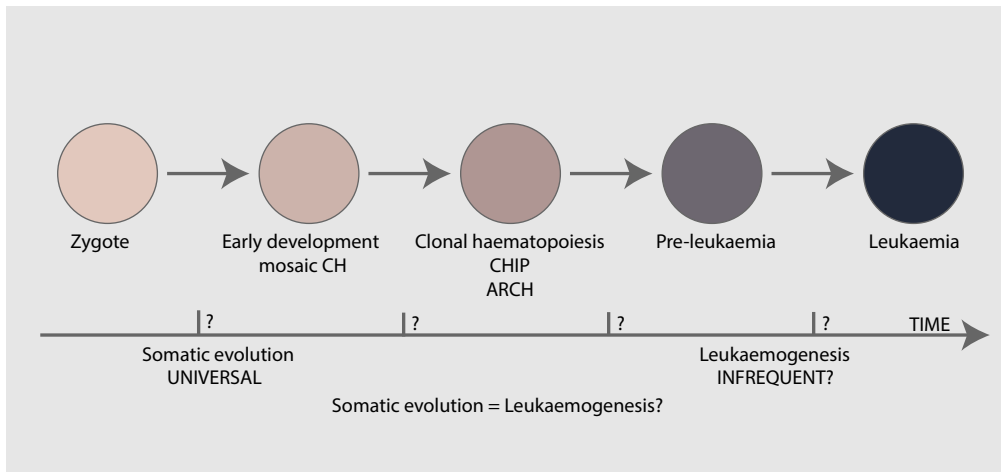 Zygote
Early development
mosaic CH
Clonal haematopoiesis
CHIP
ARCH
Pre-leukaemia
Leukaemia
? ? ? ? TIME
Somatic evolution
UNIVERSAL
Leukaemogenesis
INFREQUENT?
Somatic evolution = Leukaemogenesis?